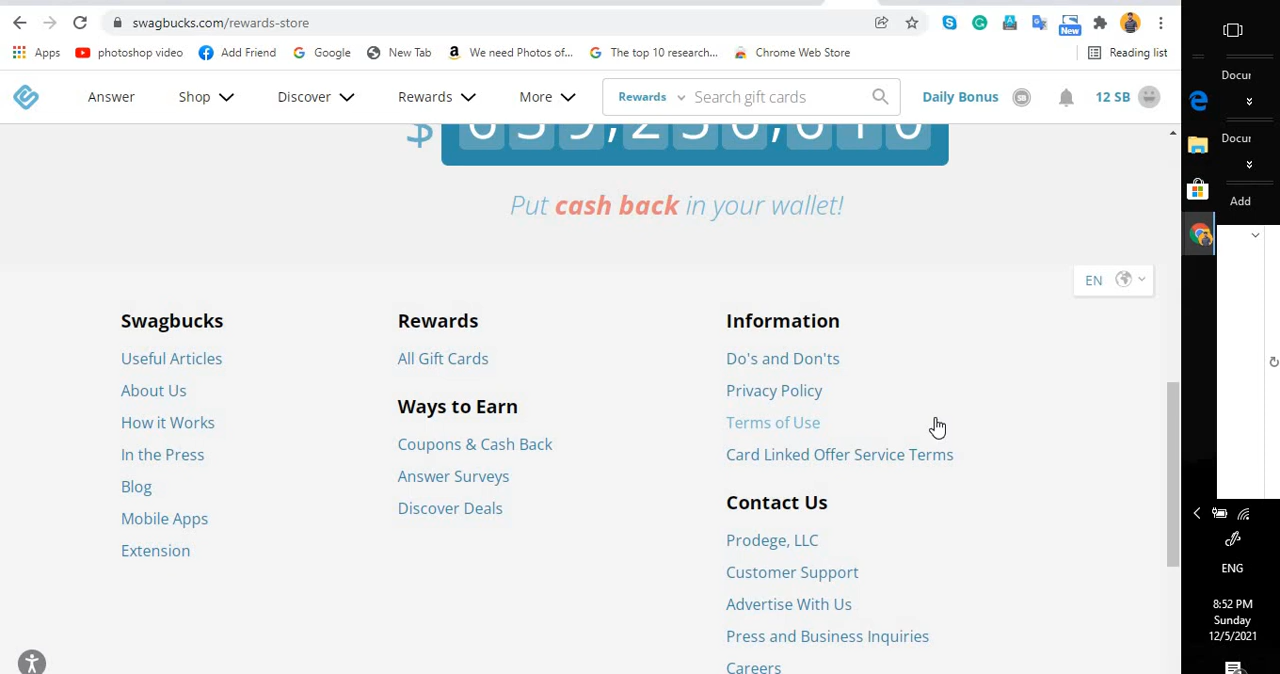 swagbucks.com/rewards-store
New
Apps photoshop video Add Friend Google New Tab We need Photos of... The top 10 research... Chrome Web Store Reading list
Answer Shop Discover Rewards More Rewards Search gift cards Daily Bonus 12 SB
$
Put cash back in your wallet!
EN
Swagbucks
Useful Articles
About Us
How it Works
In the Press
Blog
Mobile Apps
Extension
Rewards
All Gift Cards
Ways to Earn
Coupons & Cash Back
Answer Surveys
Discover Deals
Information
Do's and Don'ts
Privacy Policy
Terms of Use
Card Linked Offer Service Terms
Contact Us
Prodege, LLC
Customer Support
Advertise With Us
Press and Business Inquiries
Careers
Docur
Docur
Add
ENG
8:52 PM
Sunday
12/5/2021